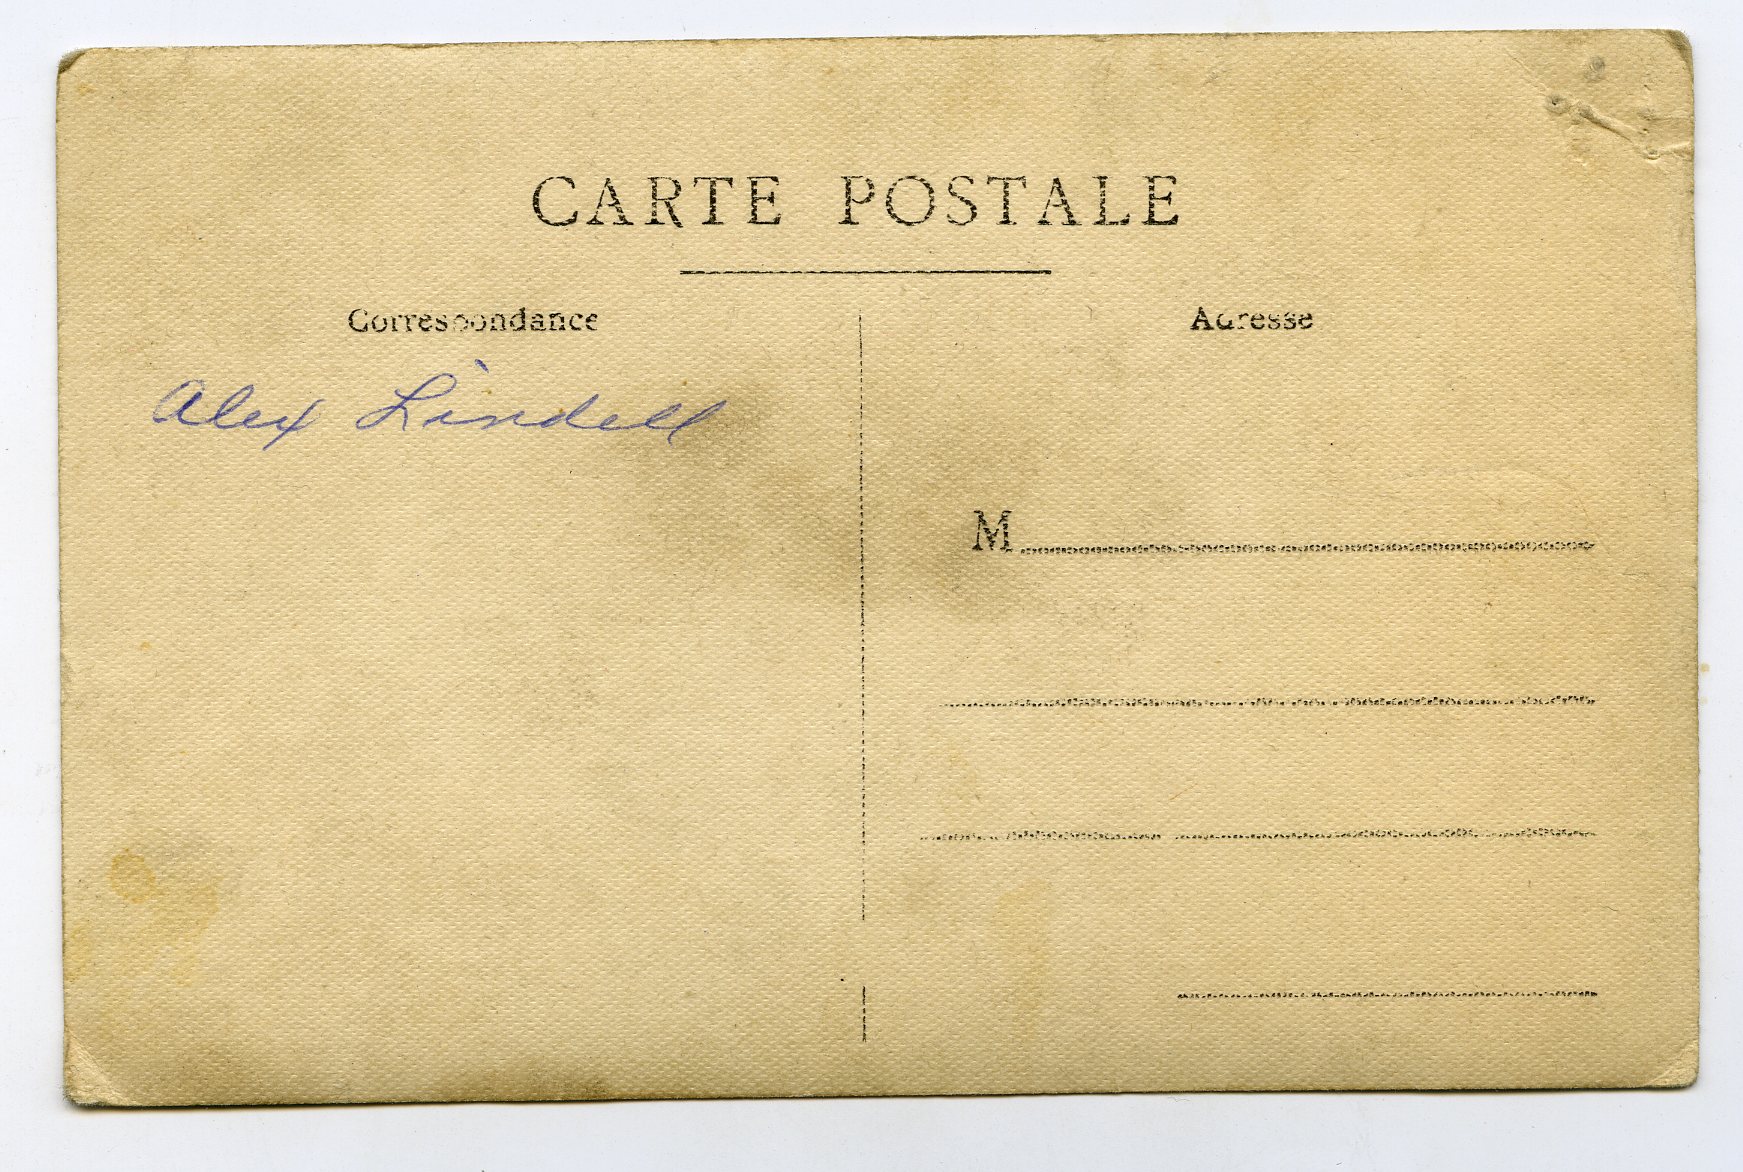 CARTE POSTALE
Correspondance
Adresse
Alex Lindell
M